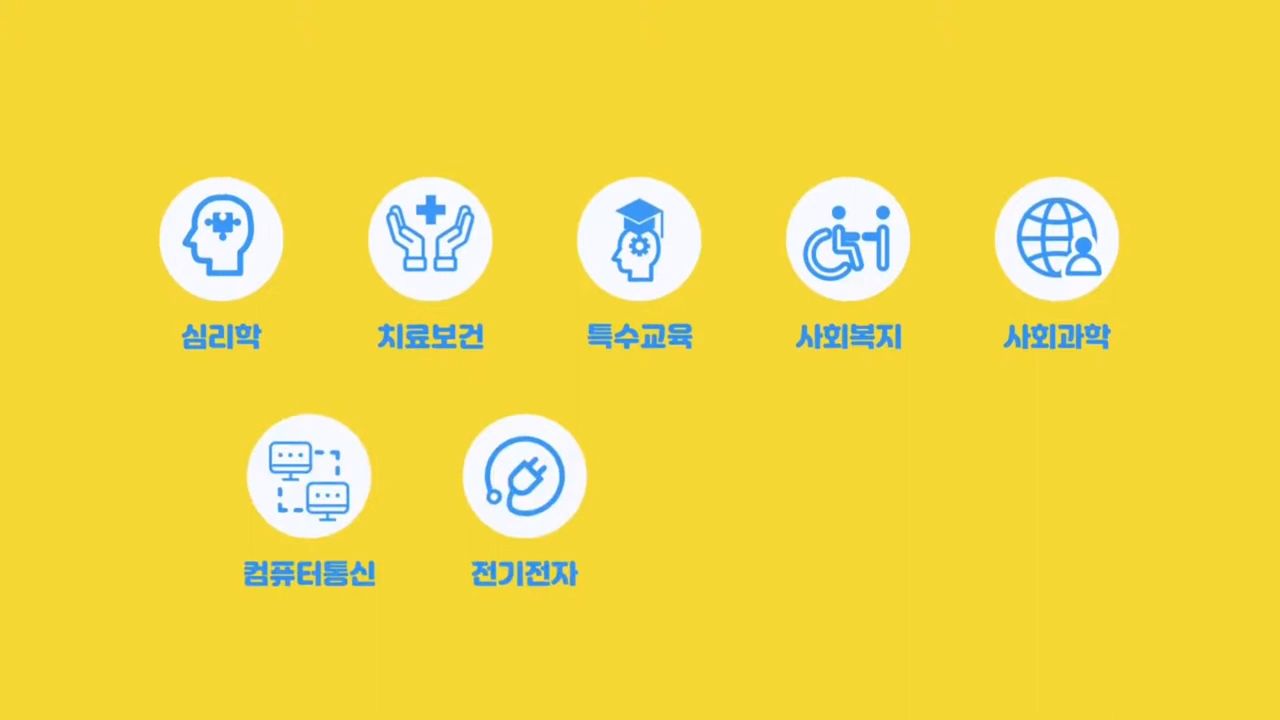 심리학
치료보건
특수교육
사회복지
사회과학
컴퓨터통신
전기전자